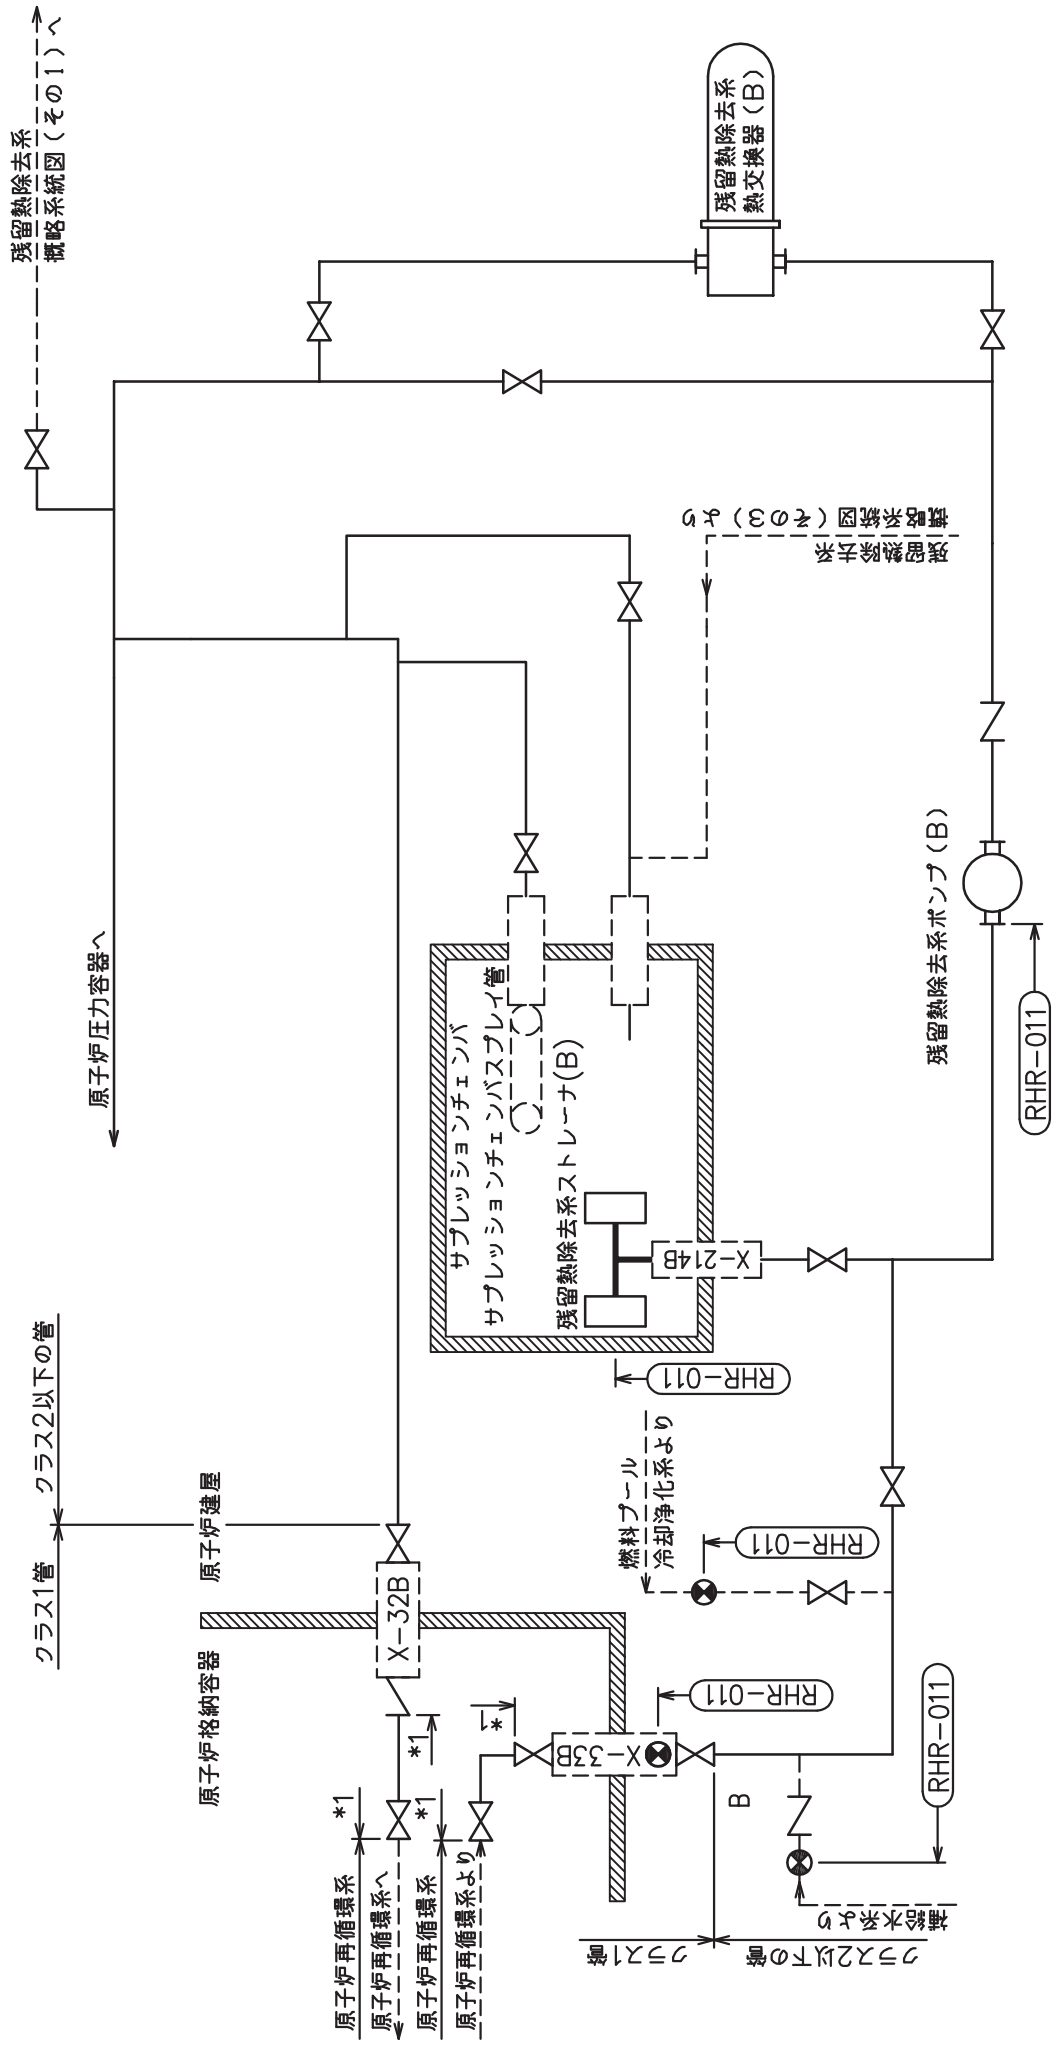 残留熱除去系
概略系統図(その1)へ
残留熱除去系
熱交換器(B)
概略系統図(その3)より
残留熱除去系
残留熱除去系ポンプ(B)
RHR-011
原子炉圧力容器へ
サプレッションチェンバ
サプレッションチェンバスプレイ管
残留熱除去系ストレーナ(B)
X-214B
RHR-011
クラス1管
クラス2以下の管
原子炉建屋
原子炉格納容器
X-32B
燃料プール
冷却浄化系より
RHR-011
*1
*1
X-33B
RHR-011
*1
*1
原子炉再循環系
原子炉再循環系へ
原子炉再循環系
原子炉再循環系より
B
RHR-011
補給水系より
クラス1管
クラス2以下の管